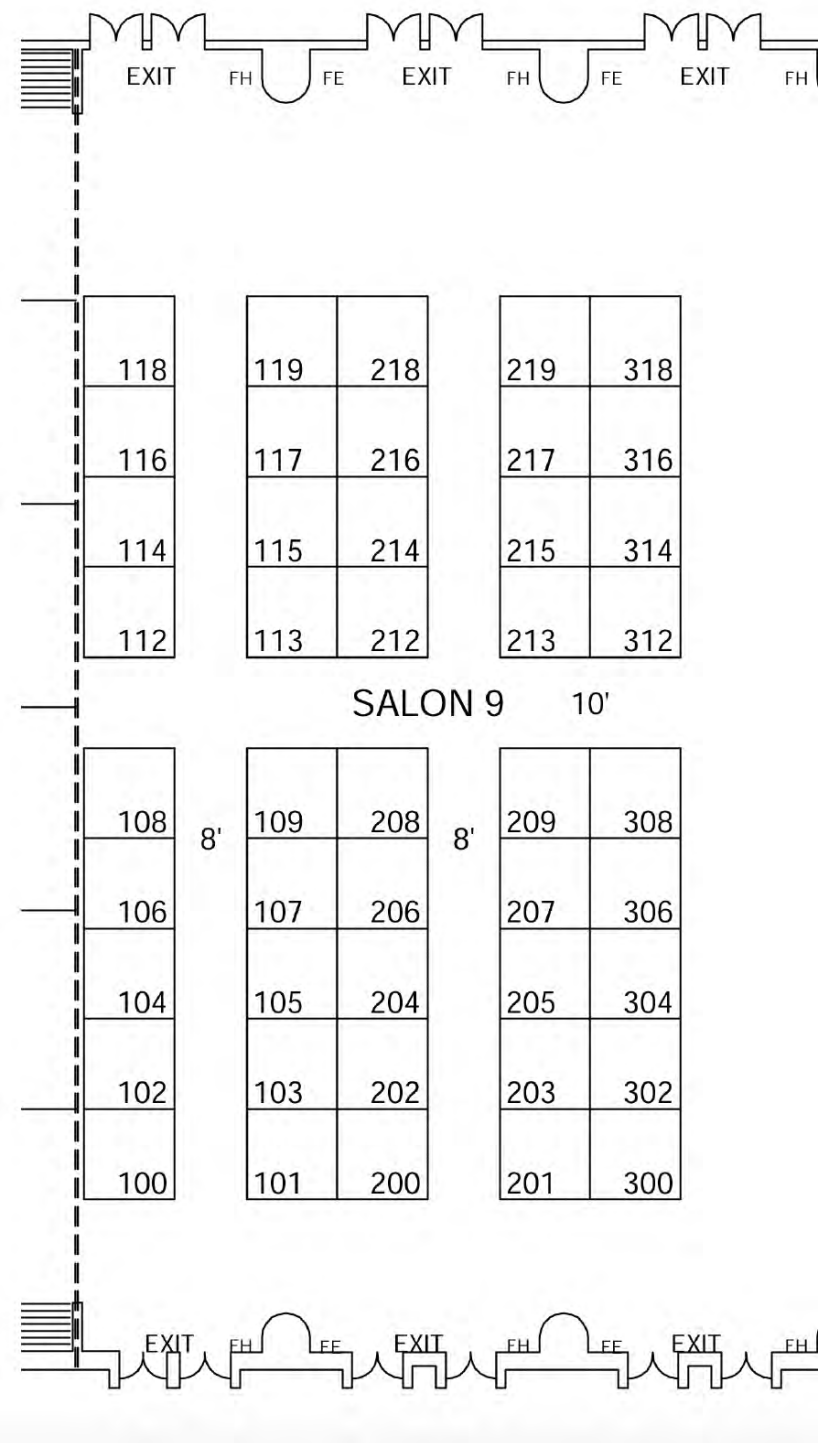 EXIT FH FE EXIT FH FE EXIT FH
118 119 218 219 318
116 117 216 217 316
114 115 214 215 314
112 113 212 213 312
SALON 9 10'
108 109 208 209 308
8' 8'
106 107 206 207 306
104 105 204 205 304
102 103 202 203 302
100 101 200 201 300
EXIT FH FE EXIT FH FE EXIT FH